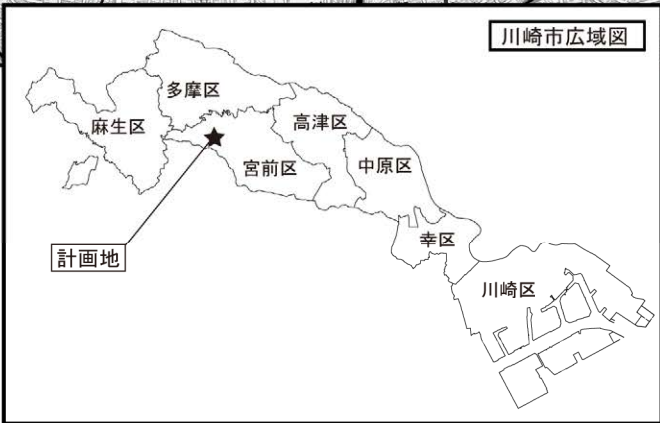 川崎市広域図
多摩区
麻生区
高津区
中原区
宮前区
計画地
幸区
川崎区